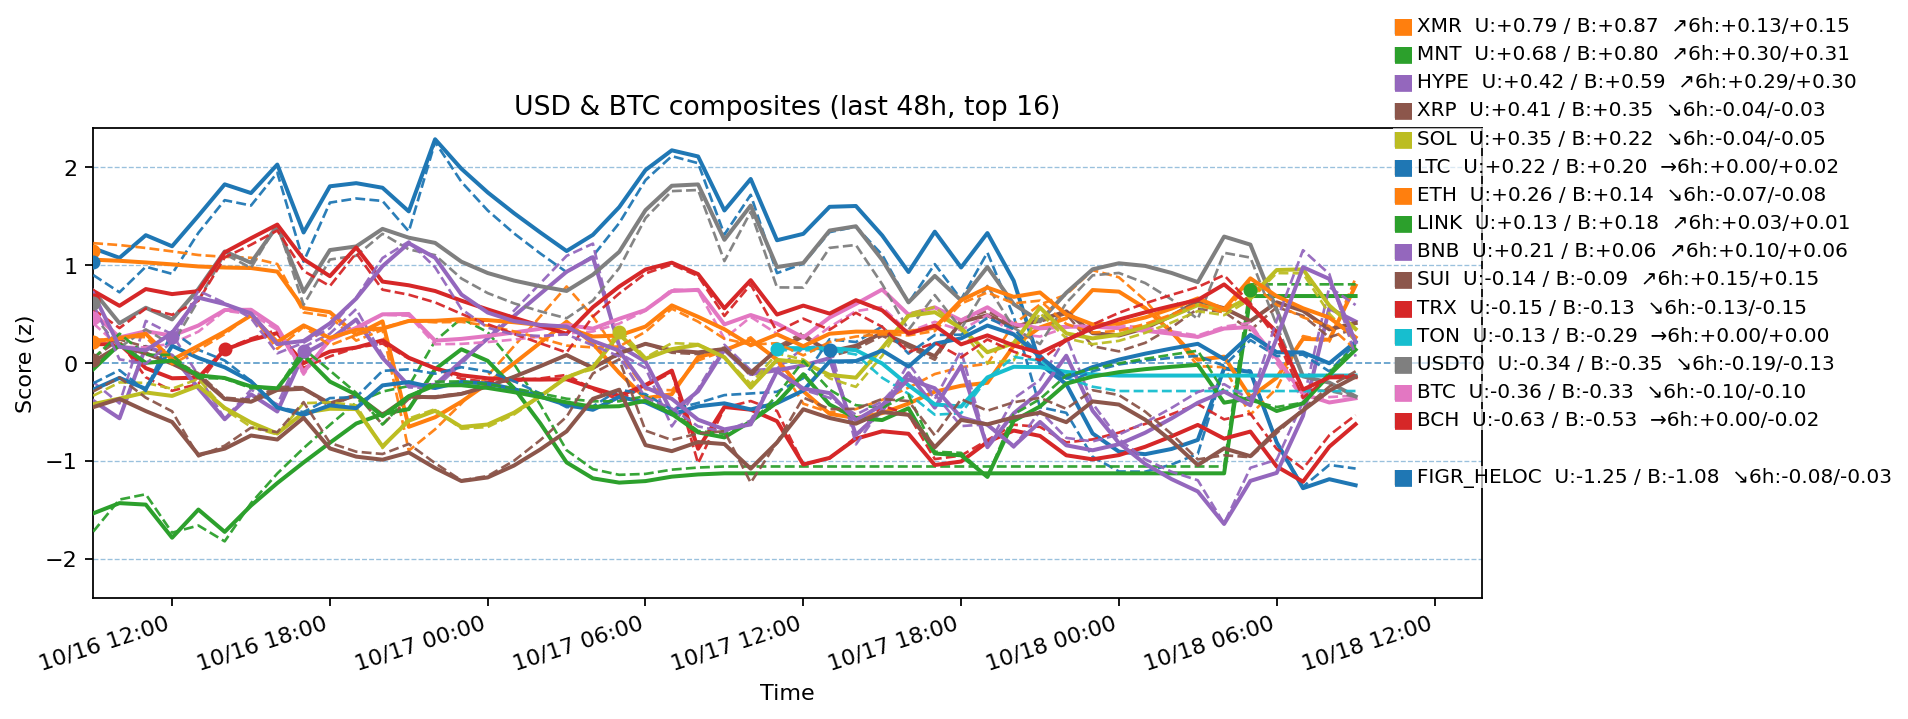 XMR  U:+0.79 / B:+0.87  ↗6h:+0.13/+0.15
MNT  U:+0.68 / B:+0.80  ↗6h:+0.30/+0.31
HYPE  U:+0.42 / B:+0.59  ↗6h:+0.29/+0.30
USD & BTC composites (last 48h, top 16)
XRP  U:+0.41 / B:+0.35  ↘6h:-0.04/-0.03
SOL  U:+0.35 / B:+0.22  ↘6h:-0.04/-0.05
LTC  U:+0.22 / B:+0.20  →6h:+0.00/+0.02
ETH  U:+0.26 / B:+0.14  ↘6h:-0.07/-0.08
LINK  U:+0.13 / B:+0.18  ↗6h:+0.03/+0.01
BNB  U:+0.21 / B:+0.06  ↗6h:+0.10/+0.06
SUI  U:-0.14 / B:-0.09  ↗6h:+0.15/+0.15
TRX  U:-0.15 / B:-0.13  ↘6h:-0.13/-0.15
TON  U:-0.13 / B:-0.29  →6h:+0.00/+0.00
USDT0  U:-0.34 / B:-0.35  ↘6h:-0.19/-0.13
BTC  U:-0.36 / B:-0.33  ↘6h:-0.10/-0.10
BCH  U:-0.63 / B:-0.53  →6h:+0.00/-0.02
FIGR_HELOC  U:-1.25 / B:-1.08  ↘6h:-0.08/-0.03
Score (z)
2
1
0
−1
−2
10/16 12:00
10/16 18:00
10/17 00:00
10/17 06:00
10/17 12:00
10/17 18:00
10/18 00:00
10/18 06:00
10/18 12:00
Time